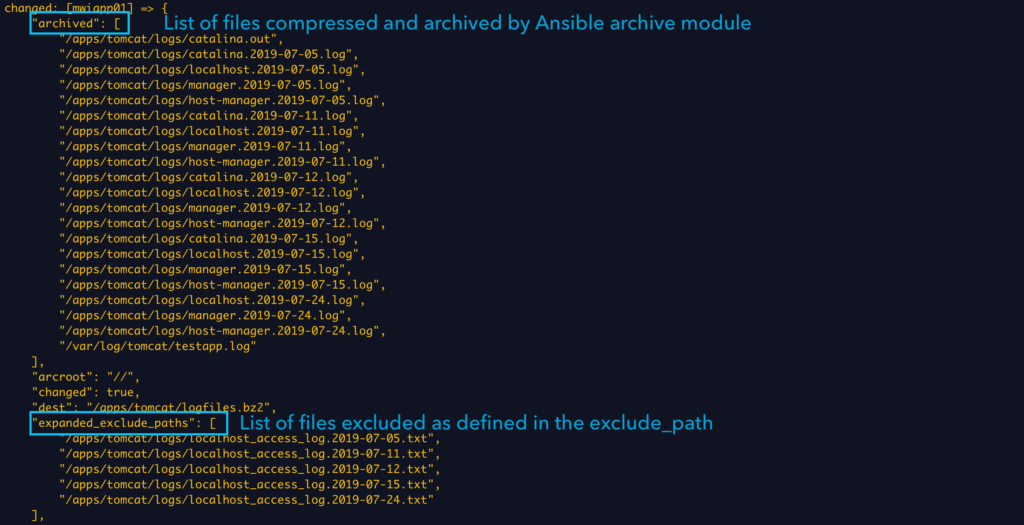 changed: [mwiapp01] => {
"archived": [ List of files compressed and archived by Ansible archive module
"/apps/tomcat/logs/catalina.out",
"/apps/tomcat/logs/catalina.2019-07-05.log",
"/apps/tomcat/logs/localhost.2019-07-05.log",
"/apps/tomcat/logs/manager.2019-07-05.log",
"/apps/tomcat/logs/host-manager.2019-07-05.log",
"/apps/tomcat/logs/catalina.2019-07-11.log",
"/apps/tomcat/logs/localhost.2019-07-11.log",
"/apps/tomcat/logs/manager.2019-07-11.log",
"/apps/tomcat/logs/host-manager.2019-07-11.log",
"/apps/tomcat/logs/catalina.2019-07-12.log",
"/apps/tomcat/logs/localhost.2019-07-12.log",
"/apps/tomcat/logs/manager.2019-07-12.log",
"/apps/tomcat/logs/host-manager.2019-07-12.log",
"/apps/tomcat/logs/catalina.2019-07-15.log",
"/apps/tomcat/logs/localhost.2019-07-15.log",
"/apps/tomcat/logs/manager.2019-07-15.log",
"/apps/tomcat/logs/host-manager.2019-07-15.log",
"/apps/tomcat/logs/localhost.2019-07-24.log",
"/apps/tomcat/logs/manager.2019-07-24.log",
"/apps/tomcat/logs/host-manager.2019-07-24.log",
"/var/log/tomcat/testapp.log"
],
"arcroot": "//",
"changed": true,
"dest": "/apps/tomcat/logfiles.bz2",
"expanded_exclude_paths": [ List of files excluded as defined in the exclude_path
"/apps/tomcat/logs/localhost_access_log.2019-07-05.txt",
"/apps/tomcat/logs/localhost_access_log.2019-07-11.txt",
"/apps/tomcat/logs/localhost_access_log.2019-07-12.txt",
"/apps/tomcat/logs/localhost_access_log.2019-07-15.txt",
"/apps/tomcat/logs/localhost_access_log.2019-07-24.txt"
],